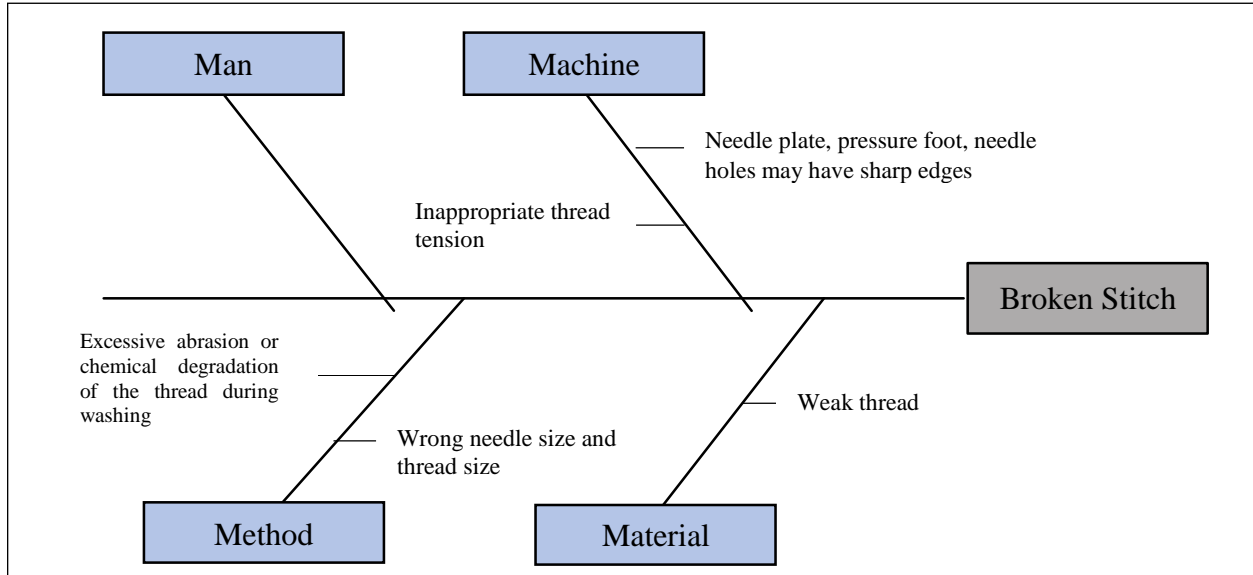 Man
Machine
Needle plate, pressure foot, needle
holes may have sharp edges
Inappropriate thread
tension
Broken Stitch
Excessive abrasion or
chemical degradation
of the thread during
washing
Weak thread
Wrong needle size and
thread size
Method
Material